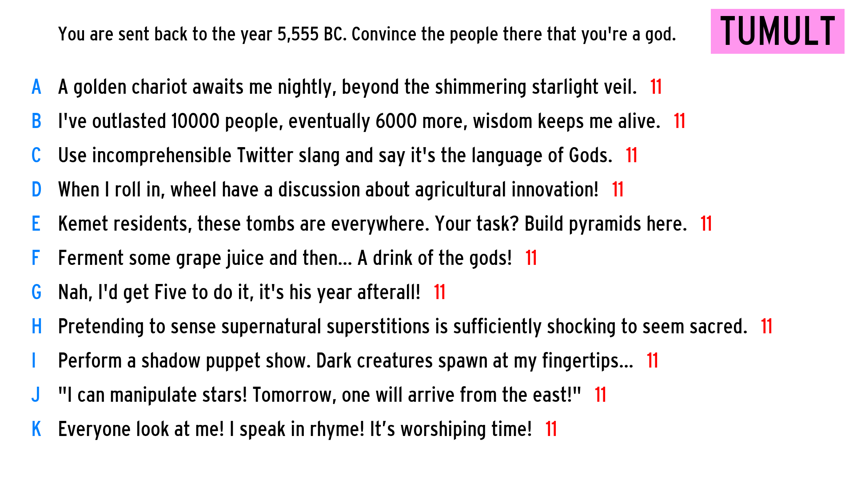 You are sent back to the year 5,555 BC. Convince the people there that you're a god.
TUMULT
A A golden chariot awaits me nightly, beyond the shimmering starlight veil. 11
B I've outlasted 10000 people, eventually 6000 more, wisdom keeps me alive. 11
C Use incomprehensible Twitter slang and say it's the language of Gods. 11
D When I roll in, wheel have a discussion about agricultural innovation! 11
E Kemet residents, these tombs are everywhere. Your task? Build pyramids here. 11
F Ferment some grape juice and then... A drink of the gods! 11
G Nah, I'd get Five to do it, it's his year afterall! 11
H Pretending to sense supernatural superstitions is sufficiently shocking to seem sacred. 11
I Perform a shadow puppet show. Dark creatures spawn at my fingertips... 11
J "I can manipulate stars! Tomorrow, one will arrive from the east!" 11
K Everyone look at me! I speak in rhyme! It’s worshiping time! 11